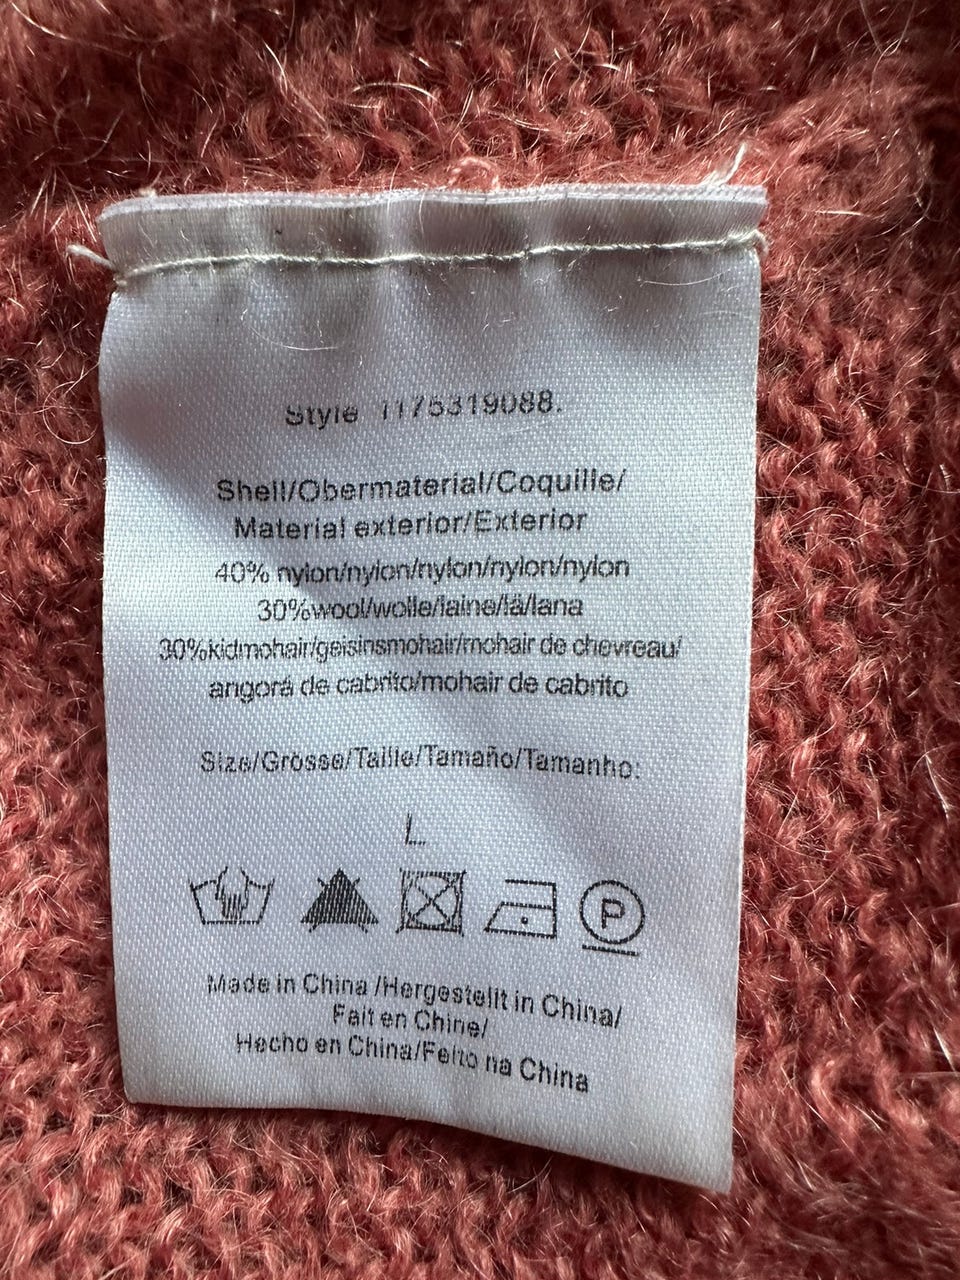 Style 1175319088.
Shell/Obermaterial/Coquille/
Material exterior/Exterior
40% nylon/nylon/nylon/nylon/nylon
30%wool/wolle/laine/lã/lana
30%kidmohair/geisinsmohair/mohair de chevreau/
angorá de cabrito/mohair de cabrito
Size/Grösse/Taille/Tamaño/Tamanho:
L
P
Made in China /Hergestellt in China/
Fait en Chine/
Hecho en China/Feito na China